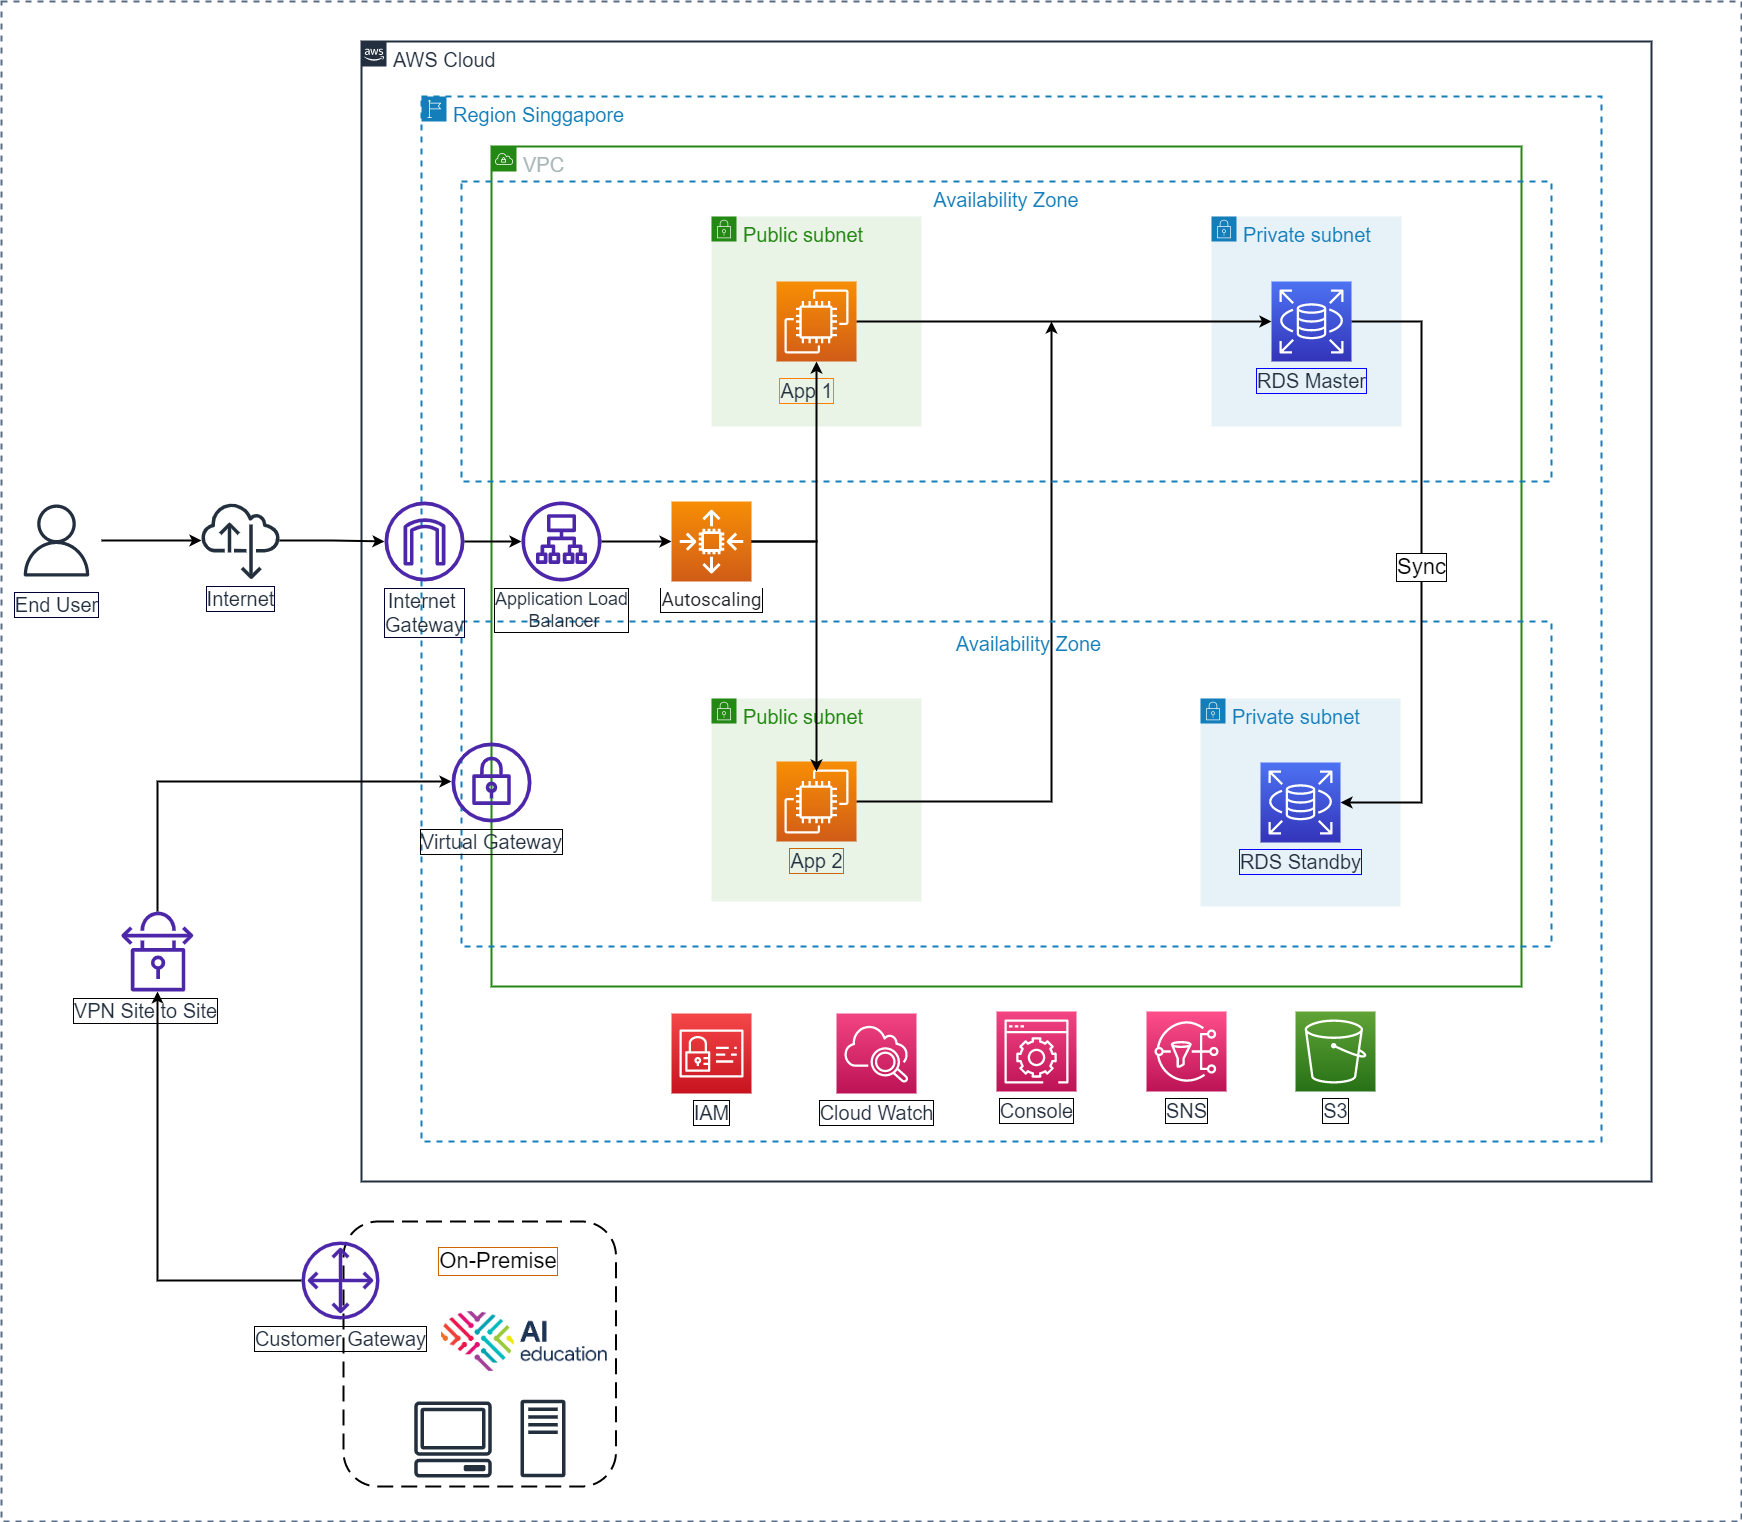 aws
AWS Cloud
Region Singgapore
VPC
Availability Zone
Public subnet
Private subnet
App 1
RDS Master
End User
Internet
Internet
Gateway
Application Load
Balancer
Autoscaling
Sync
Availability Zone
Public subnet
Private subnet
Virtual Gateway
App 2
RDS Standby
VPN Site to Site
IAM
Cloud Watch
Console
SNS
S3
On-Premise
Customer Gateway
AI
education